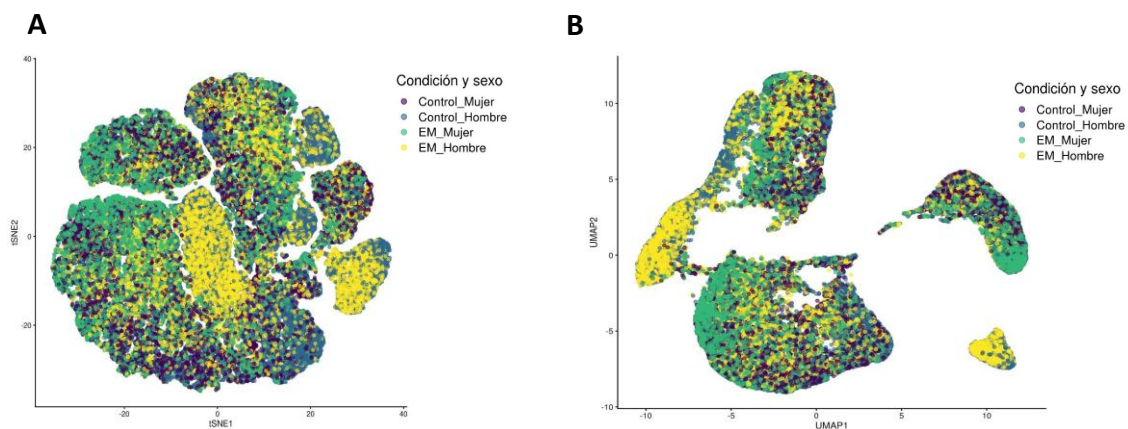 A
40
20
0
-20
tSNE2
-20
0
20
40
tSNE1
Condición y sexo
Control_Mujer
Control_Hombre
EM_Mujer
EM_Hombre
B
10
5
0
-5
-10
UMAP2
-10
-5
0
5
10
UMAP1
Condición y sexo
Control_Mujer
Control_Hombre
EM_Mujer
EM_Hombre